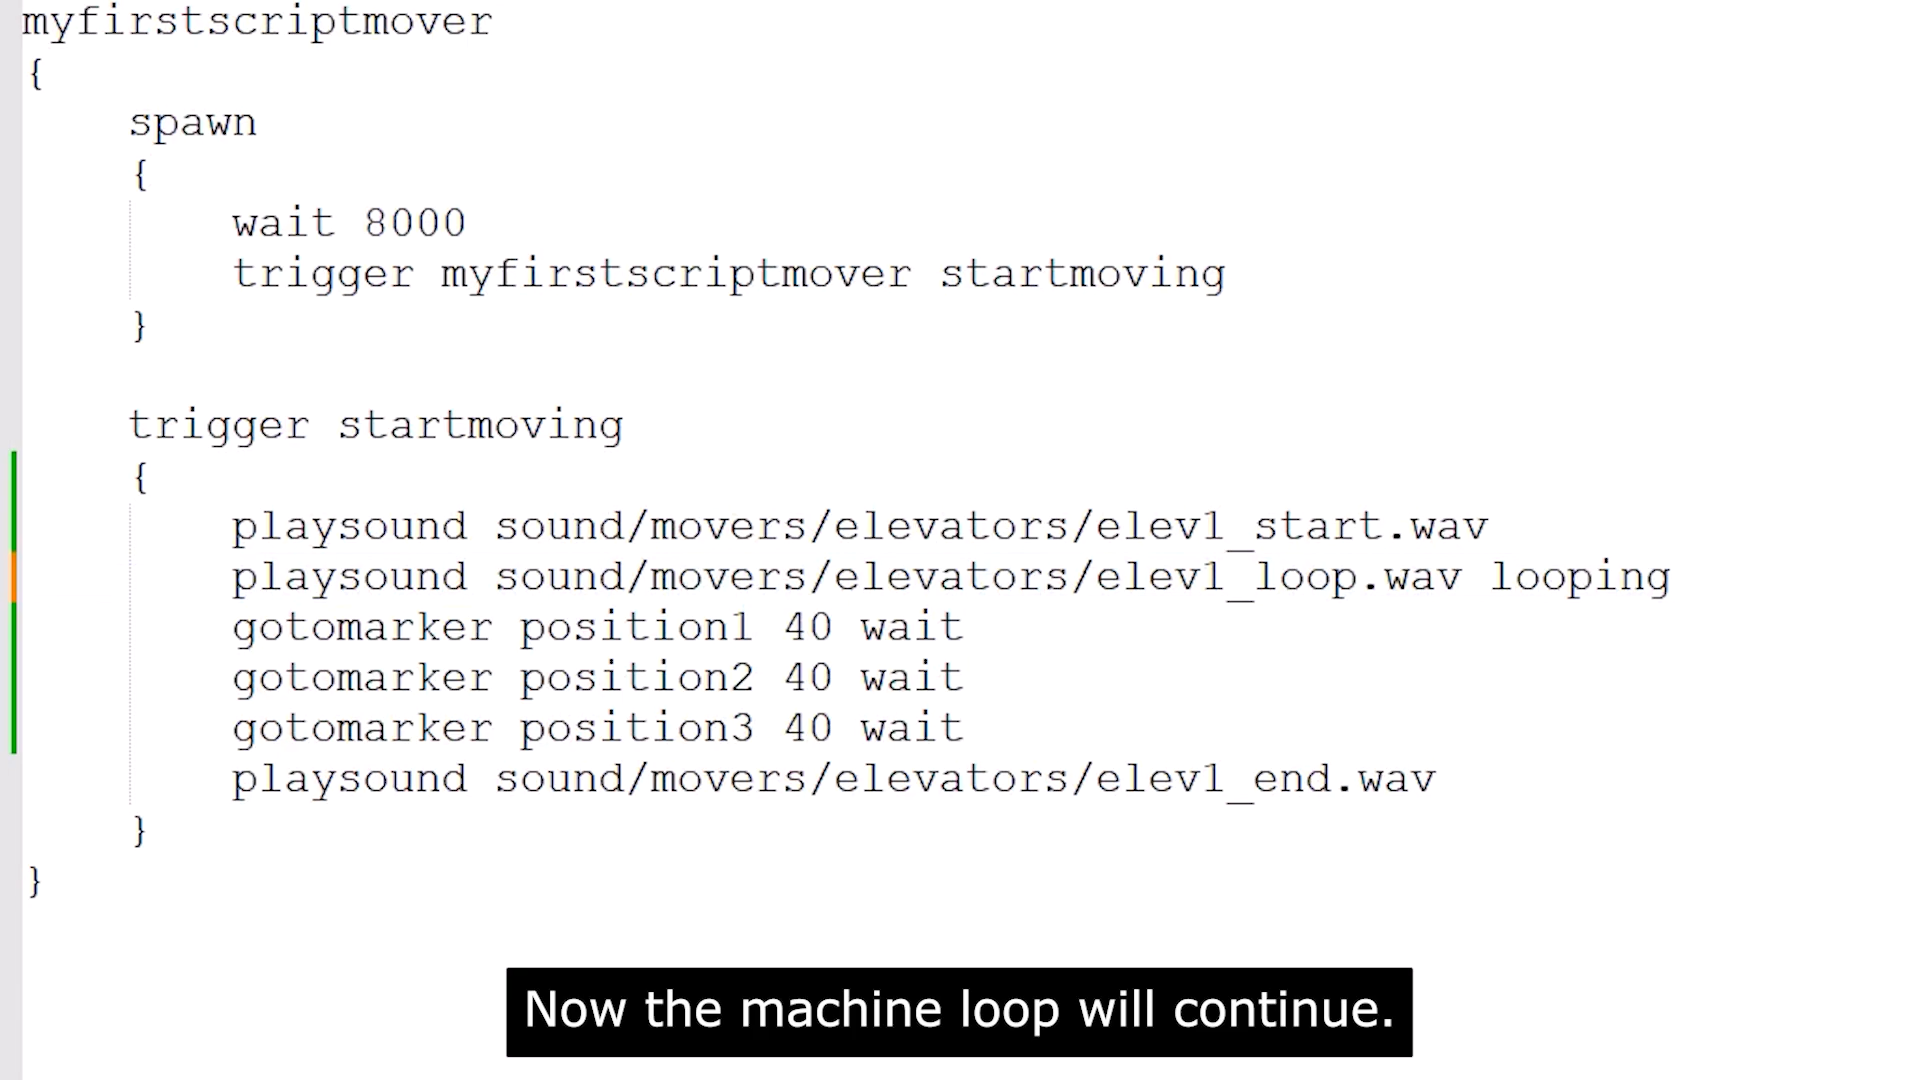 myfirstscriptmover
{
spawn
{
wait 8000
trigger myfirstscriptmover startmoving
}
trigger startmoving
{
playsound sound/movers/elevators/elev1_start.wav
playsound sound/movers/elevators/elev1_loop.wav looping
gotomarker position1 40 wait
gotomarker position2 40 wait
gotomarker position3 40 wait
playsound sound/movers/elevators/elev1_end.wav
}
}
Now the machine loop will continue.